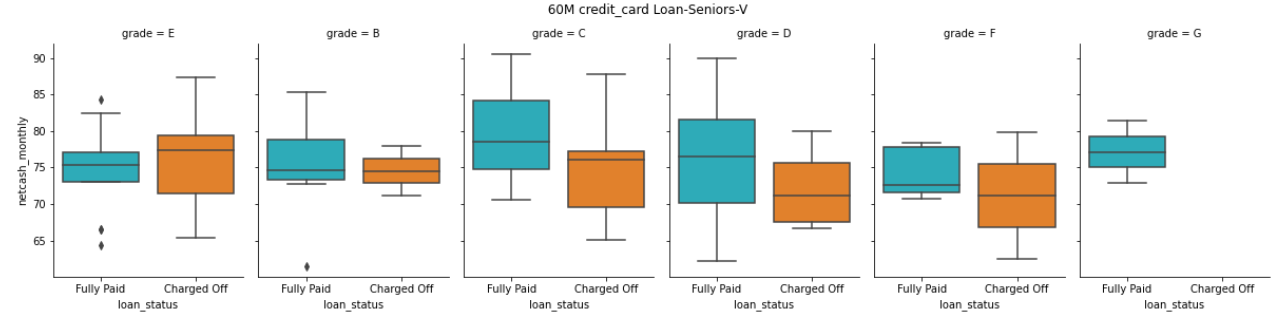 60M credit_card Loan-Seniors-V
grade = E
grade = B
grade = C
grade = D
grade = F
grade = G
netcash_monthly
90
85
80
75
70
65
Fully Paid Charged Off
Fully Paid Charged Off
Fully Paid Charged Off
Fully Paid Charged Off
Fully Paid Charged Off
Fully Paid Charged Off
loan_status
loan_status
loan_status
loan_status
loan_status
loan_status